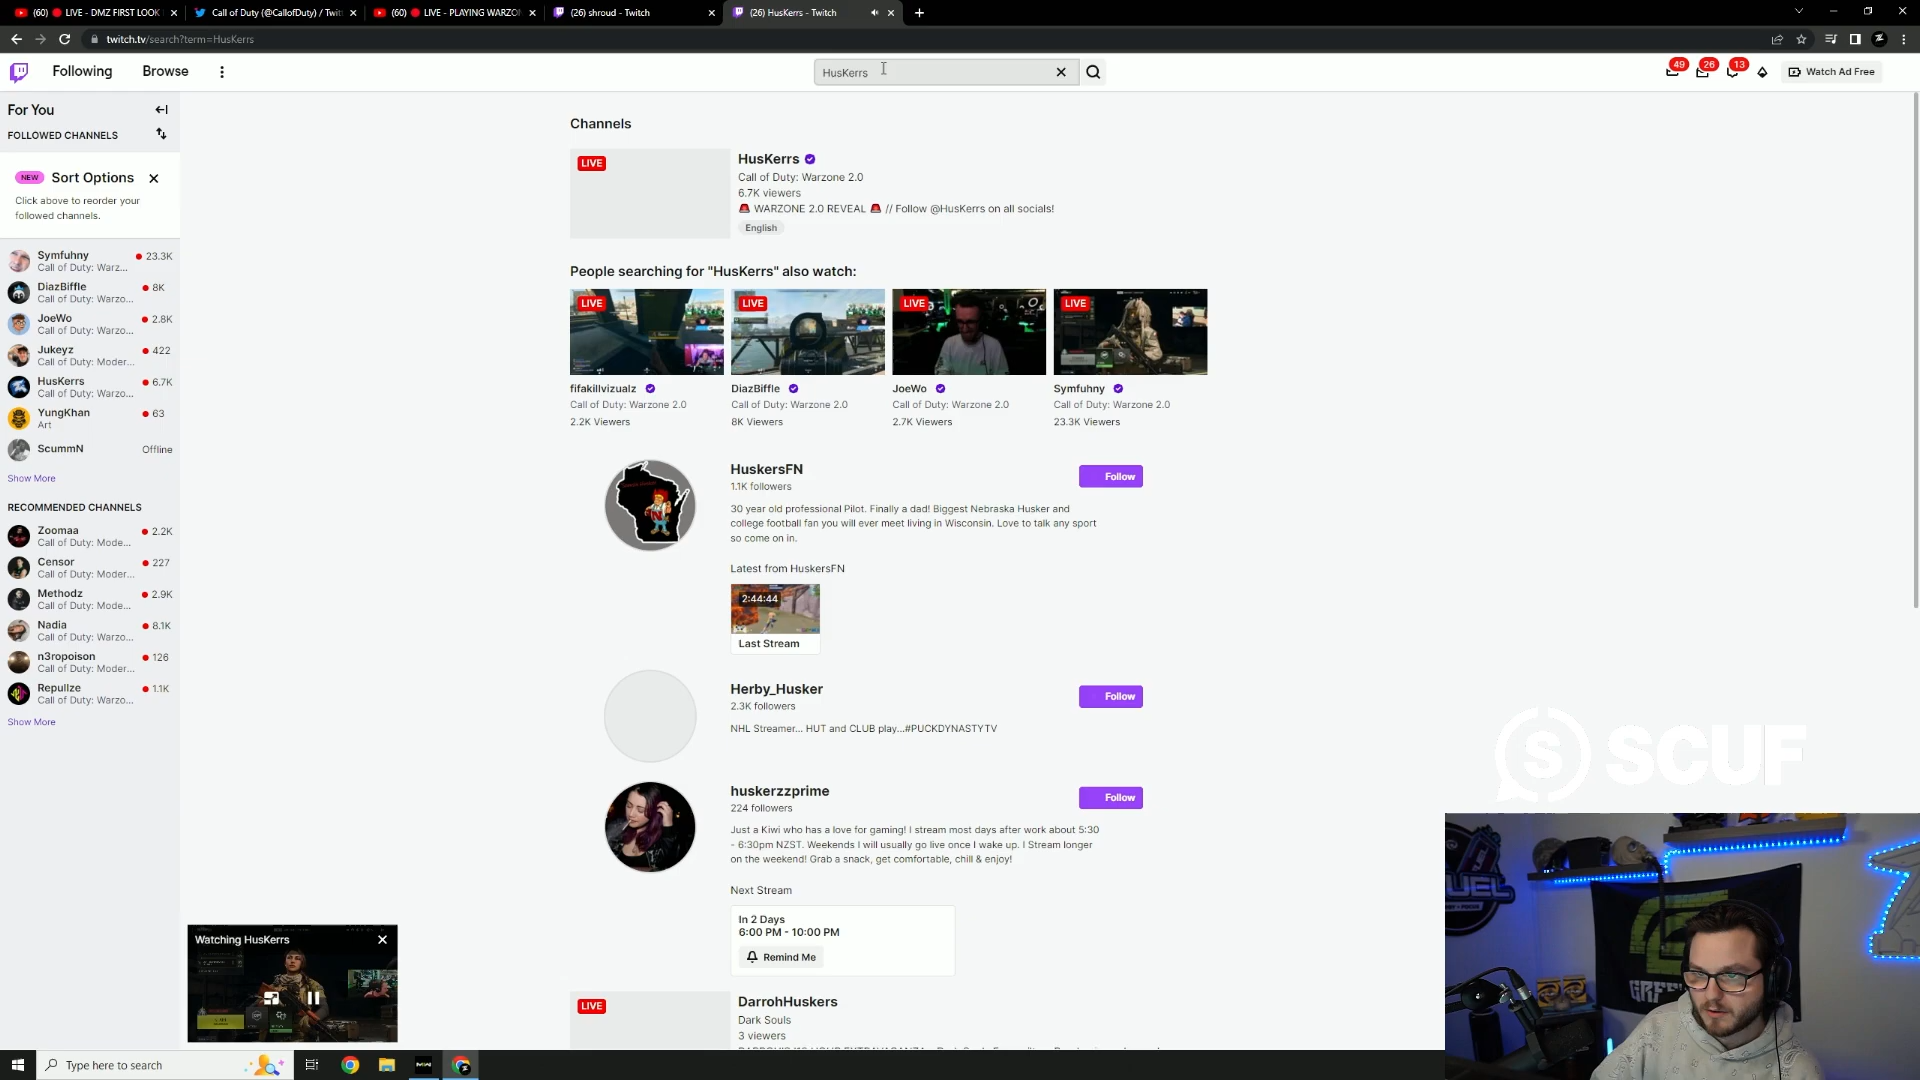 (60) LIVE - DMZ FIRST LOOK
Call of Duty (@CallofDuty) / Twit
(60) LIVE - PLAYING WARZON
(26) shroud - Twitch
(26) HusKerrs - Twitch
twitch.tv/search?term=HusKerrs
Following
Browse
HusKerrs
49
26
13
Watch Ad Free
For You
FOLLOWED CHANNELS
NEW Sort Options
Click above to reorder your
followed channels.
Symfuhny 23.3K
Call of Duty: Warz...
DiazBiffle 8K
Call of Duty: Warzo...
JoeWo 2.8K
Call of Duty: Warzo...
Jukeyz 422
Call of Duty: Moder...
HusKerrs 6.7K
Call of Duty: Warzo...
YungKhan 63
Art
ScummN Offline
Show More
RECOMMENDED CHANNELS
Zoomaa 2.2K
Call of Duty: Mode...
Censor 227
Call of Duty: Moder...
Methodz 2.9K
Call of Duty: Mode...
Nadia 8.1K
Call of Duty: Warzo...
n3ropoison 126
Call of Duty: Moder...
Repullze 1.1K
Call of Duty: Warzo...
Show More
Channels
LIVE
HusKerrs
Call of Duty: Warzone 2.0
6.7K viewers
🚨 WARZONE 2.0 REVEAL 🚨 // Follow @HusKerrs on all socials!
English
People searching for "HusKerrs" also watch:
LIVE
LIVE
LIVE
LIVE
fifakillvizualz
Call of Duty: Warzone 2.0
2.2K Viewers
DiazBiffle
Call of Duty: Warzone 2.0
8K Viewers
JoeWo
Call of Duty: Warzone 2.0
2.7K Viewers
Symfuhny
Call of Duty: Warzone 2.0
23.3K Viewers
HuskersFN
1.1K followers
Follow
30 year old professional Pilot. Finally a dad! Biggest Nebraska Husker and
college football fan you will ever meet living in Wisconsin. Love to talk any sport
so come on in.
Latest from HuskersFN
2:44:44
Last Stream
Herby_Husker
2.3K followers
Follow
NHL Streamer... HUT and CLUB play...#PUCKDYNASTYTV
huskerzzprime
224 followers
Follow
Just a Kiwi who has a love for gaming! I stream most days after work about 5:30
- 6:30pm NZST. Weekends I will usually go live once I wake up. I Stream longer
on the weekend! Grab a snack, get comfortable, chill & enjoy!
Next Stream
In 2 Days
6:00 PM - 10:00 PM
Remind Me
LIVE
DarrohHuskers
Dark Souls
3 viewers
Watching HusKerrs
SCUF
Type here to search